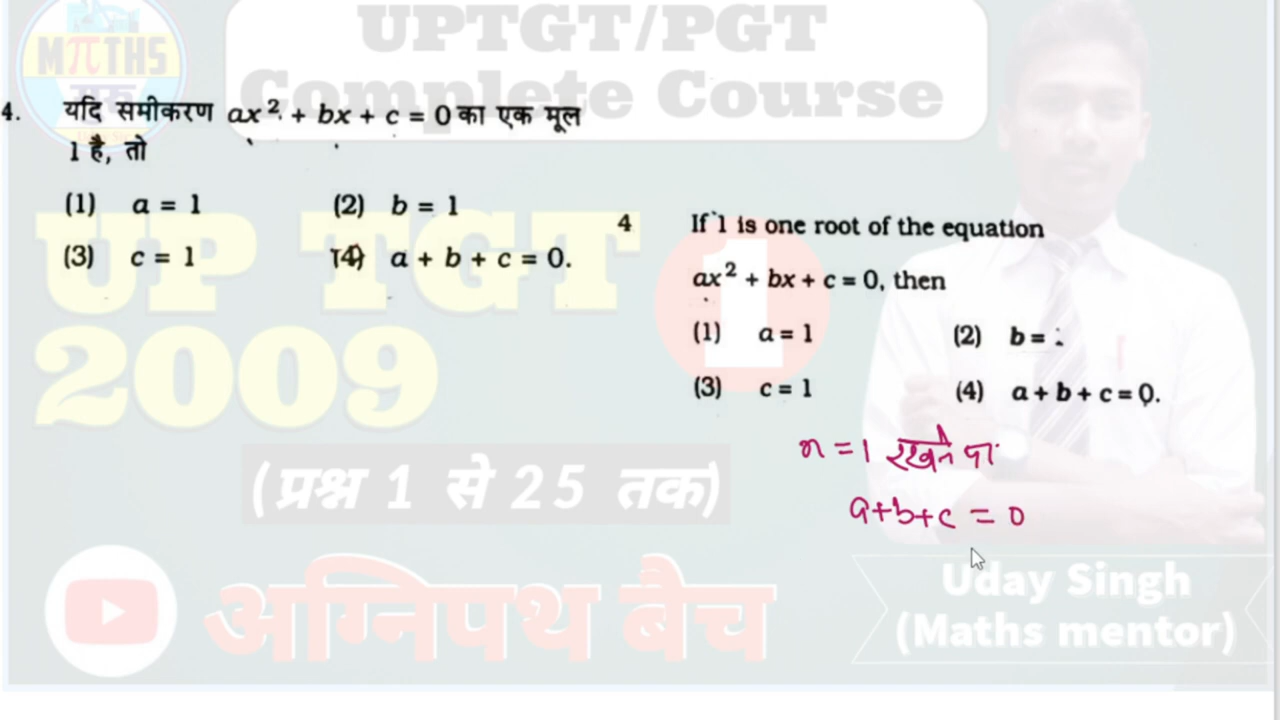 MπTHS
गुरु
UPTGT/PGT
Complete Course
4. यदि समीकरण ax² + bx + c = 0 का एक मूल
1 है, तो
(1) a = 1 (2) b = 1
(3) c = 1 (4) a + b + c = 0.
4 If 1 is one root of the equation
ax² + bx + c = 0, then
(1) a = 1 (2) b =
(3) c = 1 (4) a + b + c = 0.
x = 1 रखने पर
a+b+c = 0
UP TGT 1
2009
(प्रश्न 1 से 25 तक)
अग्निपथ बैच
Uday Singh
(Maths mentor)